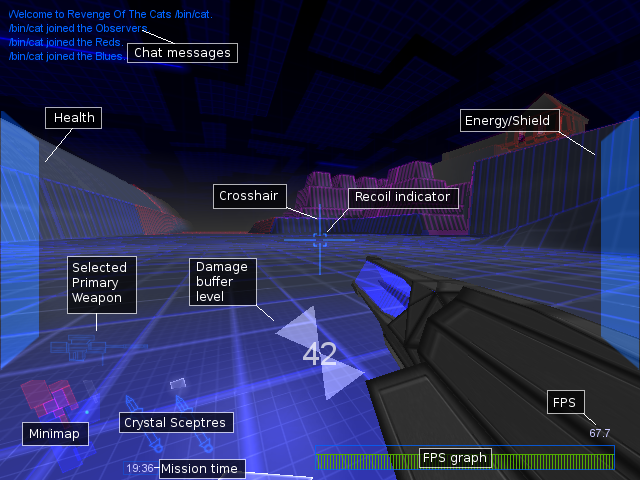 Welcome to Revenge Of The Cats /bin/cat.
/bin/cat joined the Observers.
/bin/cat joined the Reds.
/bin/cat joined the Blues.
Chat messages
Health
Energy/Shield
Crosshair
Recoil indicator
Selected
Primary
Weapon
Damage
buffer
level
42
FPS
67.7
Crystal Sceptres
Minimap
FPS graph
19:36
Mission time